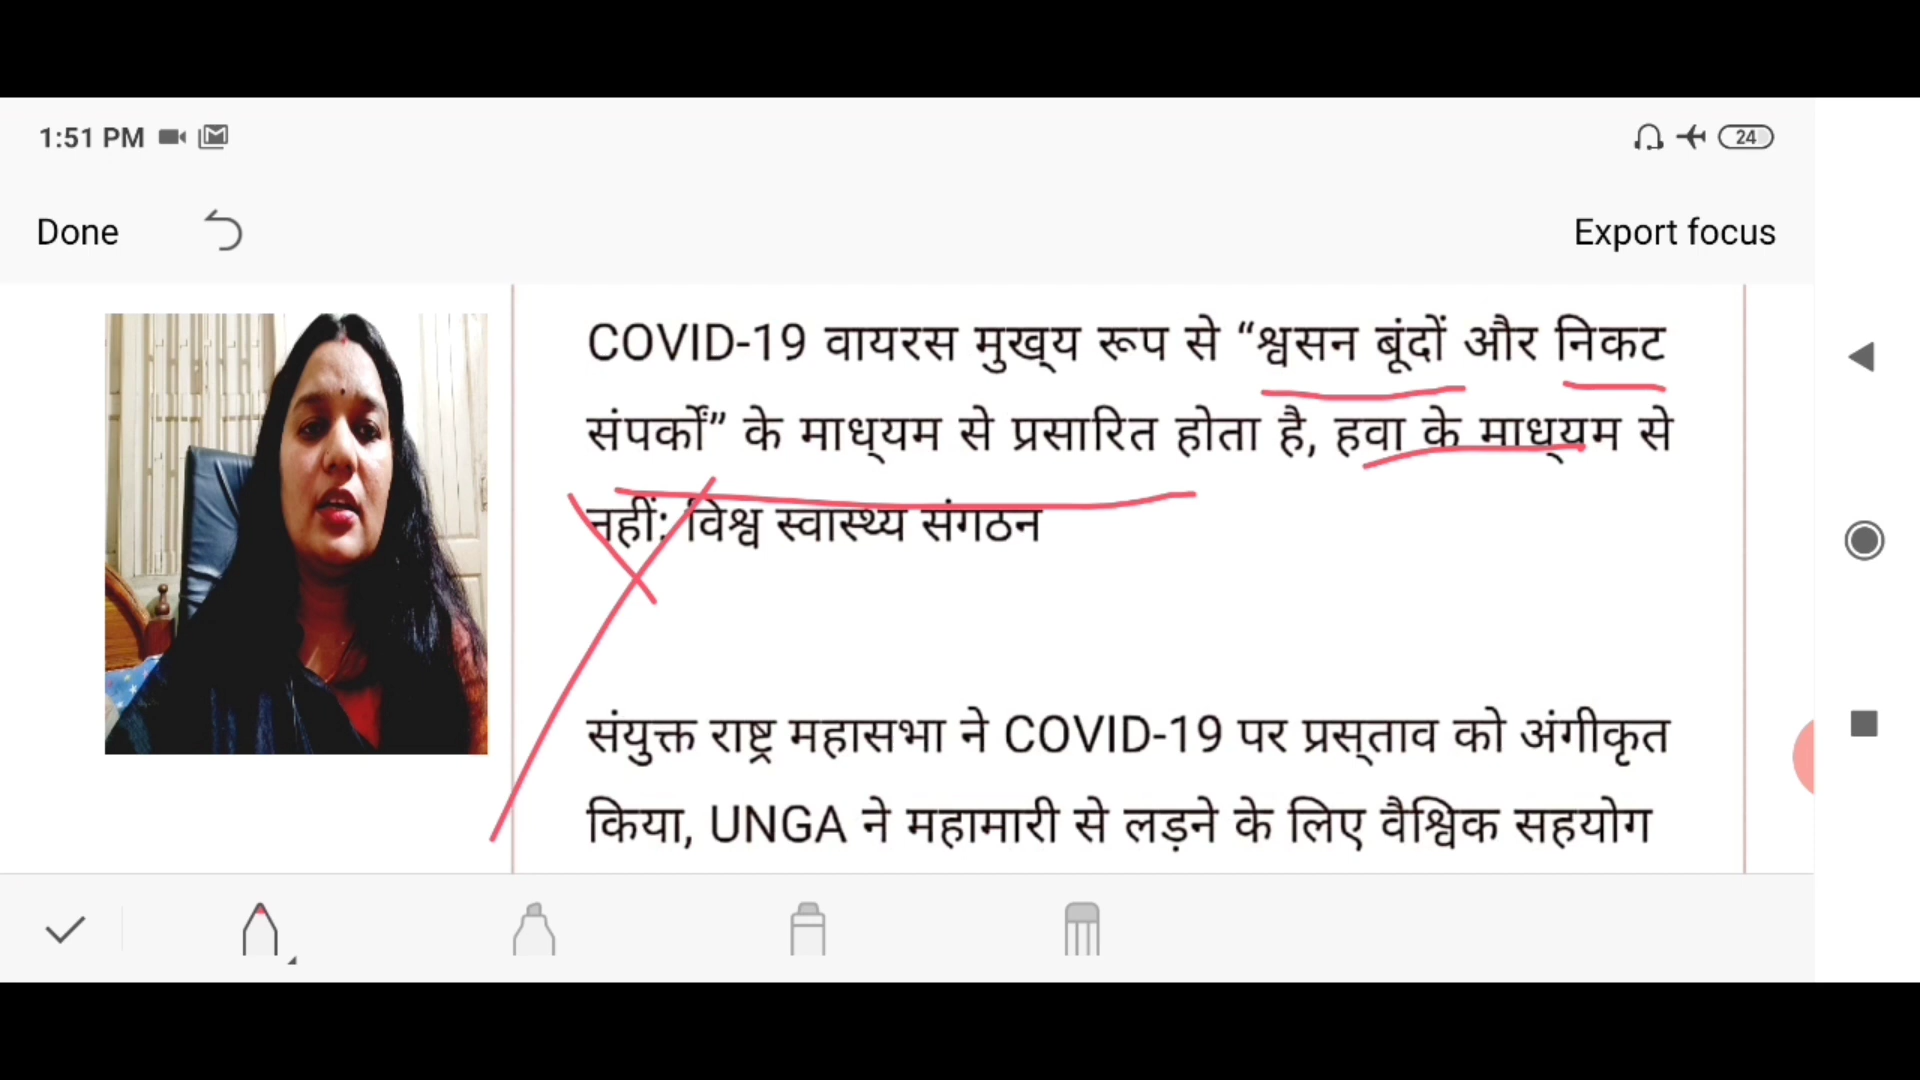 1:51 PM
24
Done
Export focus
COVID-19 वायरस मुख्य रूप से “श्वसन बूंदों और निकट
संपर्कों” के माध्यम से प्रसारित होता है, हवा के माध्यम से
नहीं: विश्व स्वास्थ्य संगठन
संयुक्त राष्ट्र महासभा ने COVID-19 पर प्रस्ताव को अंगीकृत
किया, UNGA ने महामारी से लड़ने के लिए वैश्विक सहयोग